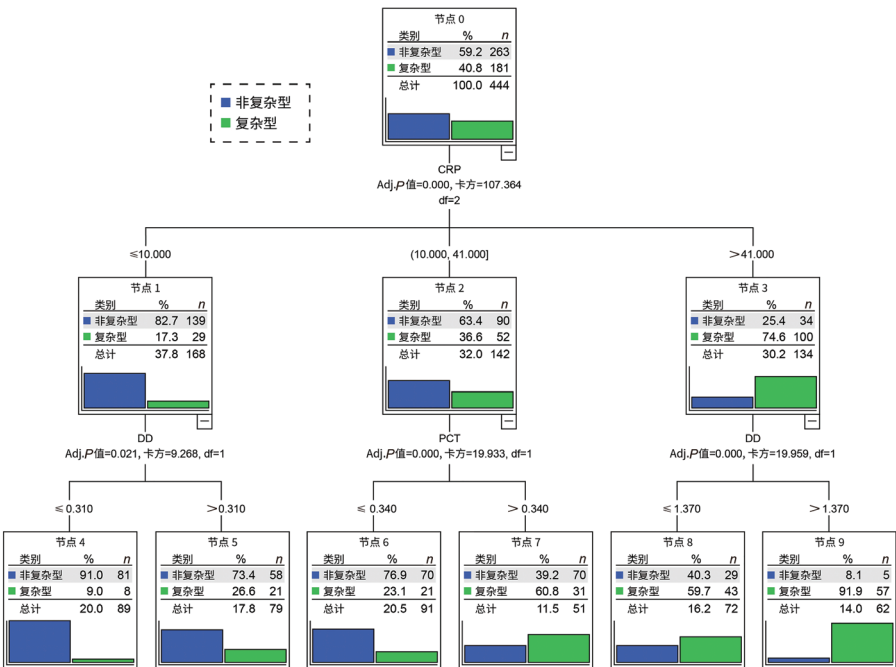 节点 0
类别 % n
非复杂型 59.2 263
复杂型 40.8 181
总计 100.0 444
非复杂型
复杂型
CRP
Adj.P值=0.000, 卡方=107.364
df=2
≤10.000
(10.000, 41.000]
>41.000
节点 1
类别 % n
非复杂型 82.7 139
复杂型 17.3 29
总计 37.8 168
节点 2
类别 % n
非复杂型 63.4 90
复杂型 36.6 52
总计 32.0 142
节点 3
类别 % n
非复杂型 25.4 34
复杂型 74.6 100
总计 30.2 134
DD
Adj.P值=0.021, 卡方=9.268, df=1
PCT
Adj.P值=0.000, 卡方=19.933, df=1
DD
Adj.P值=0.000, 卡方=19.959, df=1
≤ 0.310
>0.310
≤ 0.340
> 0.340
≤ 1.370
> 1.370
节点 4
类别 % n
非复杂型 91.0 81
复杂型 9.0 8
总计 20.0 89
节点 5
类别 % n
非复杂型 73.4 58
复杂型 26.6 21
总计 17.8 79
节点 6
类别 % n
非复杂型 76.9 70
复杂型 23.1 21
总计 20.5 91
节点 7
类别 % n
非复杂型 39.2 70
复杂型 60.8 31
总计 11.5 51
节点 8
类别 % n
非复杂型 40.3 29
复杂型 59.7 43
总计 16.2 72
节点 9
类别 % n
非复杂型 8.1 5
复杂型 91.9 57
总计 14.0 62